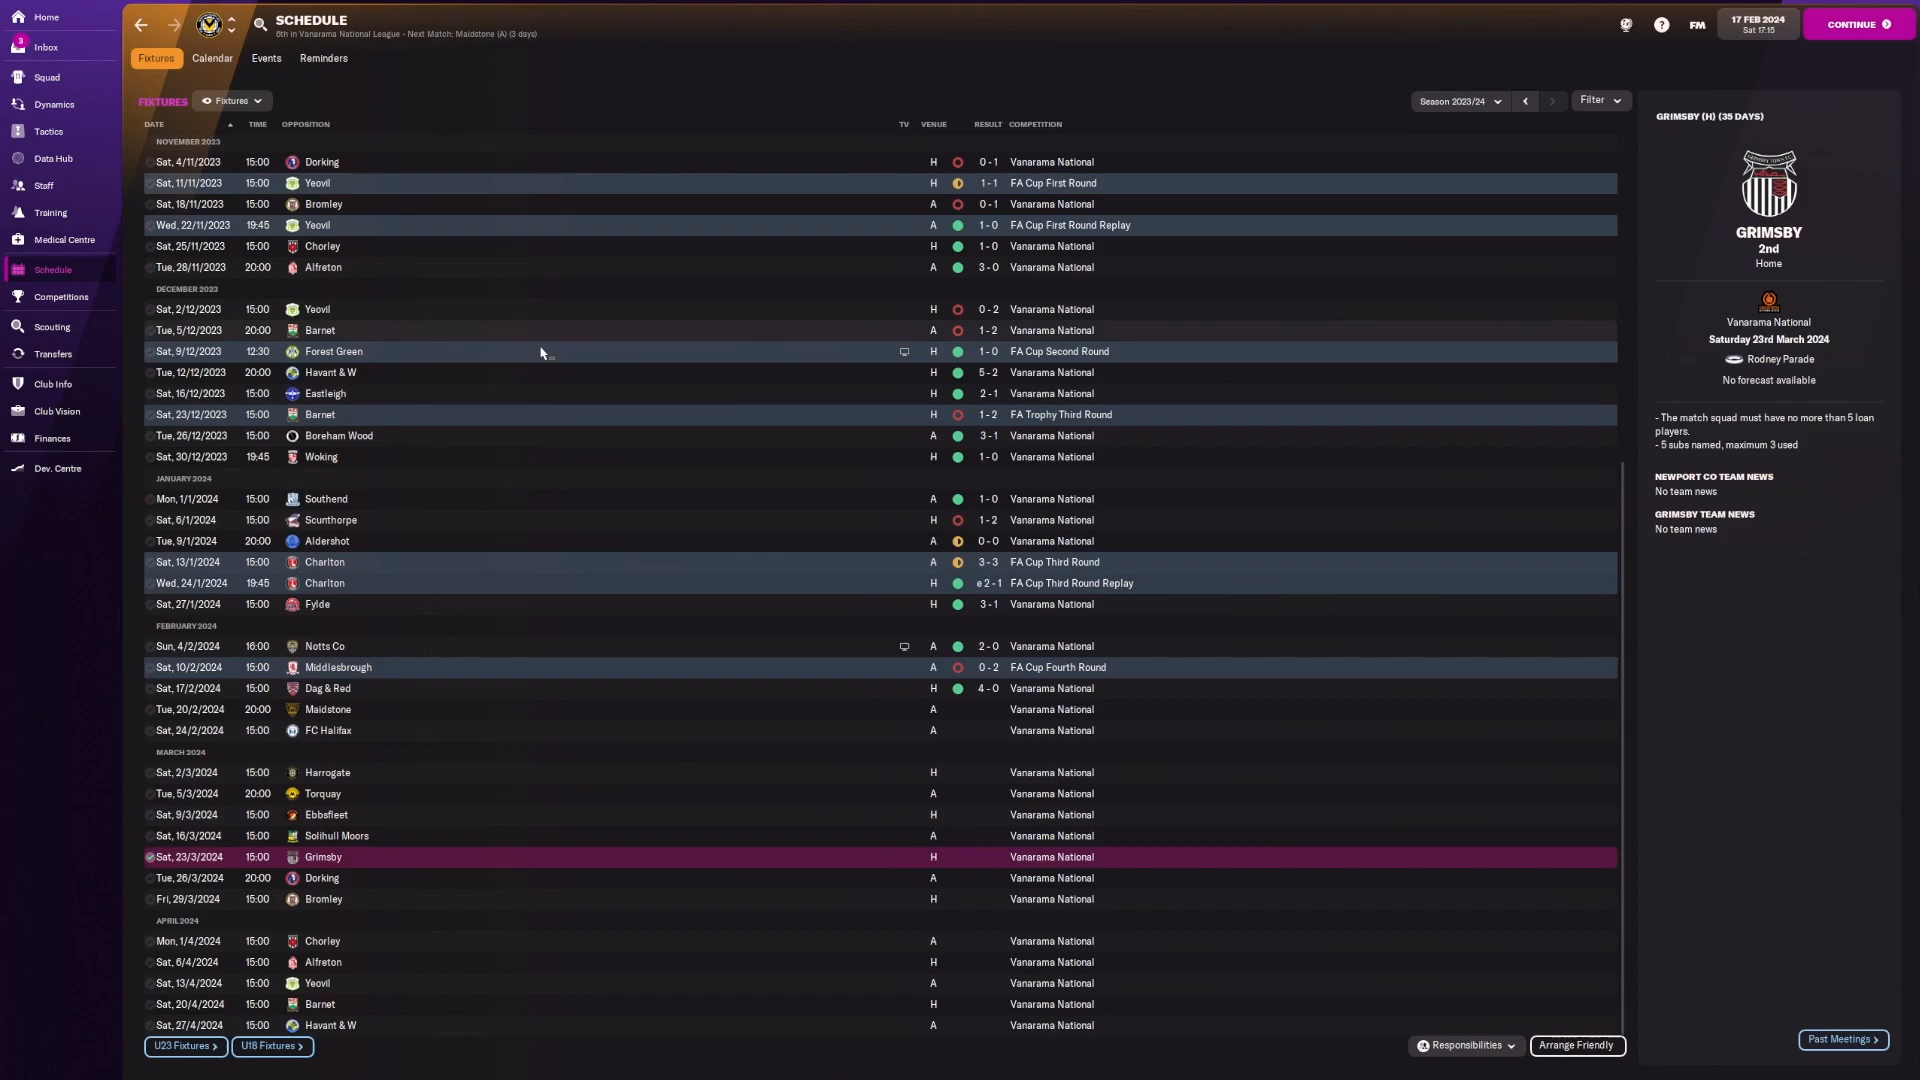 SCHEDULE
6th in Vanarama National League - Next Match: Maidstone (A) (3 days)
FM
17 FEB 2024
Sat 17:15
CONTINUE
Home
3
Inbox
Squad
Dynamics
Tactics
Data Hub
Staff
Training
Medical Centre
Schedule
Competitions
Scouting
Transfers
Club Info
Club Vision
Finances
Dev. Centre
Fixtures Calendar Events Reminders
FIXTURES Fixtures
Season 2023/24 Filter
DATE TIME OPPOSITION TV VENUE RESULT COMPETITION
NOVEMBER 2023
Sat, 4/11/2023 15:00 Dorking H 0 - 1 Vanarama National
Sat, 11/11/2023 15:00 Yeovil H 1 - 1 FA Cup First Round
Sat, 18/11/2023 15:00 Bromley A 0 - 1 Vanarama National
Wed, 22/11/2023 19:45 Yeovil A 1 - 0 FA Cup First Round Replay
Sat, 25/11/2023 15:00 Chorley H 1 - 0 Vanarama National
Tue, 28/11/2023 20:00 Alfreton A 3 - 0 Vanarama National
DECEMBER 2023
Sat, 2/12/2023 15:00 Yeovil H 0 - 2 Vanarama National
Tue, 5/12/2023 20:00 Barnet A 1 - 2 Vanarama National
Sat, 9/12/2023 12:30 Forest Green H 1 - 0 FA Cup Second Round
Tue, 12/12/2023 20:00 Havant & W H 5 - 2 Vanarama National
Sat, 16/12/2023 15:00 Eastleigh H 2 - 1 Vanarama National
Sat, 23/12/2023 15:00 Barnet H 1 - 2 FA Trophy Third Round
Tue, 26/12/2023 15:00 Boreham Wood A 3 - 1 Vanarama National
Sat, 30/12/2023 19:45 Woking H 1 - 0 Vanarama National
JANUARY 2024
Mon, 1/1/2024 15:00 Southend A 1 - 0 Vanarama National
Sat, 6/1/2024 15:00 Scunthorpe H 1 - 2 Vanarama National
Tue, 9/1/2024 20:00 Aldershot A 0 - 0 Vanarama National
Sat, 13/1/2024 15:00 Charlton A 3 - 3 FA Cup Third Round
Wed, 24/1/2024 19:45 Charlton H e 2 - 1 FA Cup Third Round Replay
Sat, 27/1/2024 15:00 Fylde H 3 - 1 Vanarama National
FEBRUARY 2024
Sun, 4/2/2024 16:00 Notts Co A 2 - 0 Vanarama National
Sat, 10/2/2024 15:00 Middlesbrough A 0 - 2 FA Cup Fourth Round
Sat, 17/2/2024 15:00 Dag & Red H 4 - 0 Vanarama National
Tue, 20/2/2024 20:00 Maidstone A Vanarama National
Sat, 24/2/2024 15:00 FC Halifax A Vanarama National
MARCH 2024
Sat, 2/3/2024 15:00 Harrogate H Vanarama National
Tue, 5/3/2024 20:00 Torquay A Vanarama National
Sat, 9/3/2024 15:00 Ebbsfleet H Vanarama National
Sat, 16/3/2024 15:00 Solihull Moors A Vanarama National
Sat, 23/3/2024 15:00 Grimsby H Vanarama National
Tue, 26/3/2024 20:00 Dorking A Vanarama National
Fri, 29/3/2024 15:00 Bromley H Vanarama National
APRIL 2024
Mon, 1/4/2024 15:00 Chorley A Vanarama National
Sat, 6/4/2024 15:00 Alfreton H Vanarama National
Sat, 13/4/2024 15:00 Yeovil A Vanarama National
Sat, 20/4/2024 15:00 Barnet H Vanarama National
Sat, 27/4/2024 15:00 Havant & W A Vanarama National
U23 Fixtures > U18 Fixtures >
Responsibilities Arrange Friendly
GRIMSBY (H) (35 DAYS)
GRIMSBY
2nd
Home
Vanarama National
Saturday 23rd March 2024
Rodney Parade
No forecast available
- The match squad must have no more than 5 loan
players.
- 5 subs named, maximum 3 used
NEWPORT CO TEAM NEWS
No team news
GRIMSBY TEAM NEWS
No team news
Past Meetings >